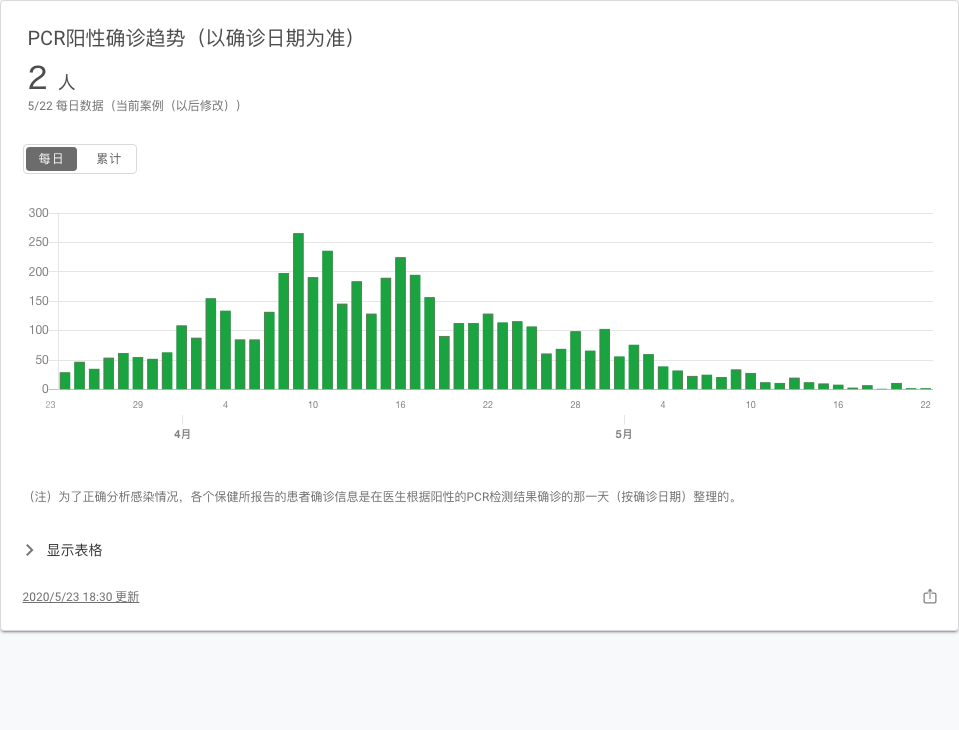 PCR阳性确诊趋势（以确诊日期为准）
2 人
5/22 每日数据（当前案例（以后修改））
每日 累计
300
250
200
150
100
50
0
23 29 4 10 16 22 28 4 10 16 22
4月 5月
（注）为了正确分析感染情况，各个保健所报告的患者确诊信息是在医生根据阳性的PCR检测结果确诊的那一天（按确诊日期）整理的。
显示表格
2020/5/23 18:30 更新